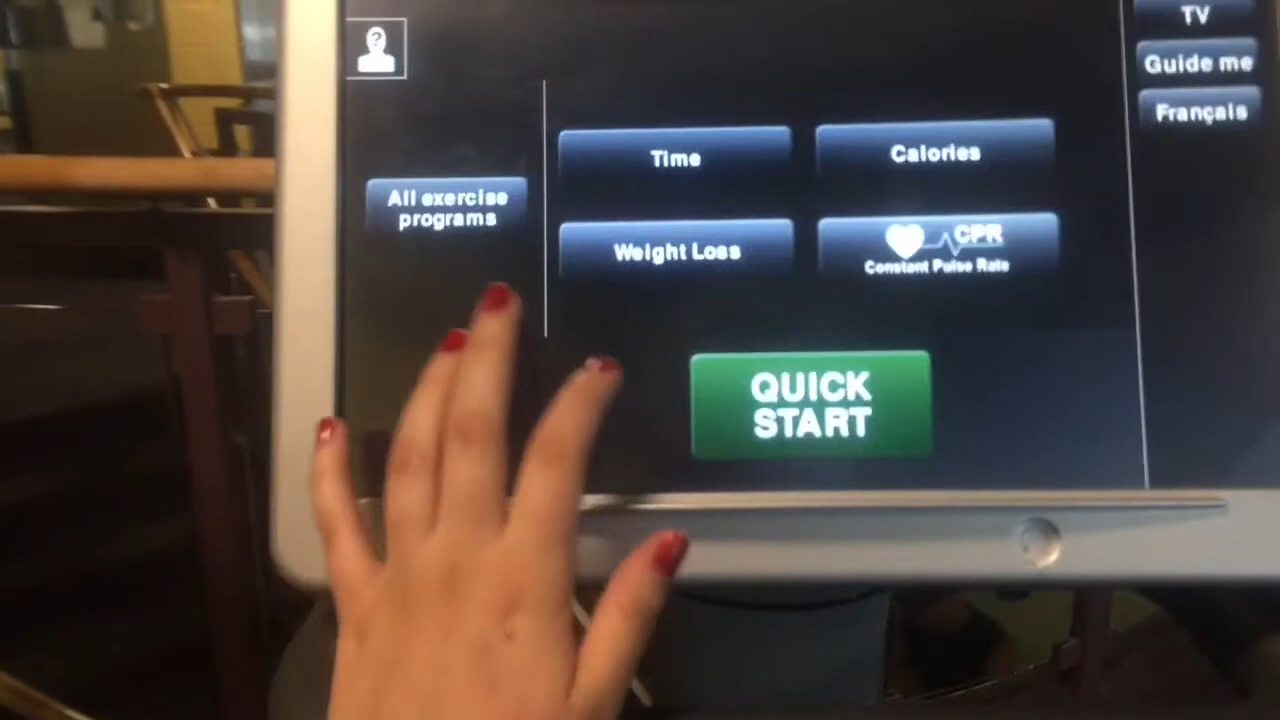 ?
TV
Guide me
Français
Time
Calories
All exercise
programs
Weight Loss
CPR
Constant Pulse Rate
QUICK
START